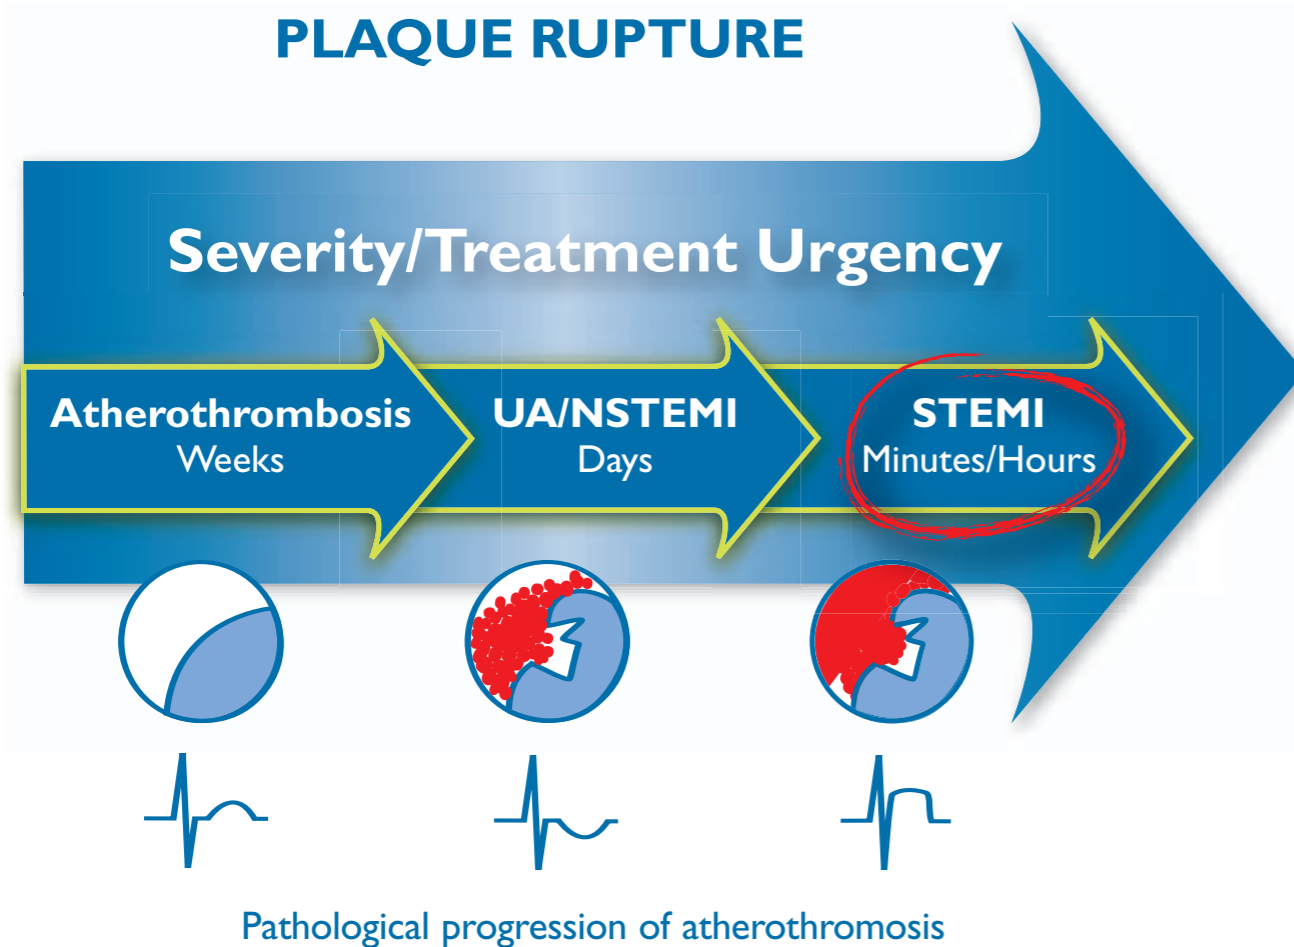 PLAQUE RUPTURE
Severity/Treatment Urgency
Atherothrombosis
Weeks
UA/NSTEMI
Days
STEMI
Minutes/Hours
Pathological progression of atherothromosis